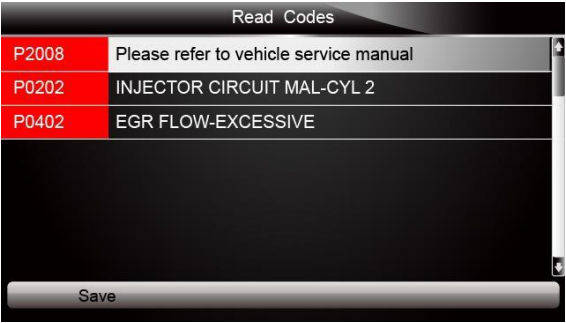 Read Codes
P2008 Please refer to vehicle service manual
P0202 INJECTOR CIRCUIT MAL-CYL 2
P0402 EGR FLOW-EXCESSIVE
Save